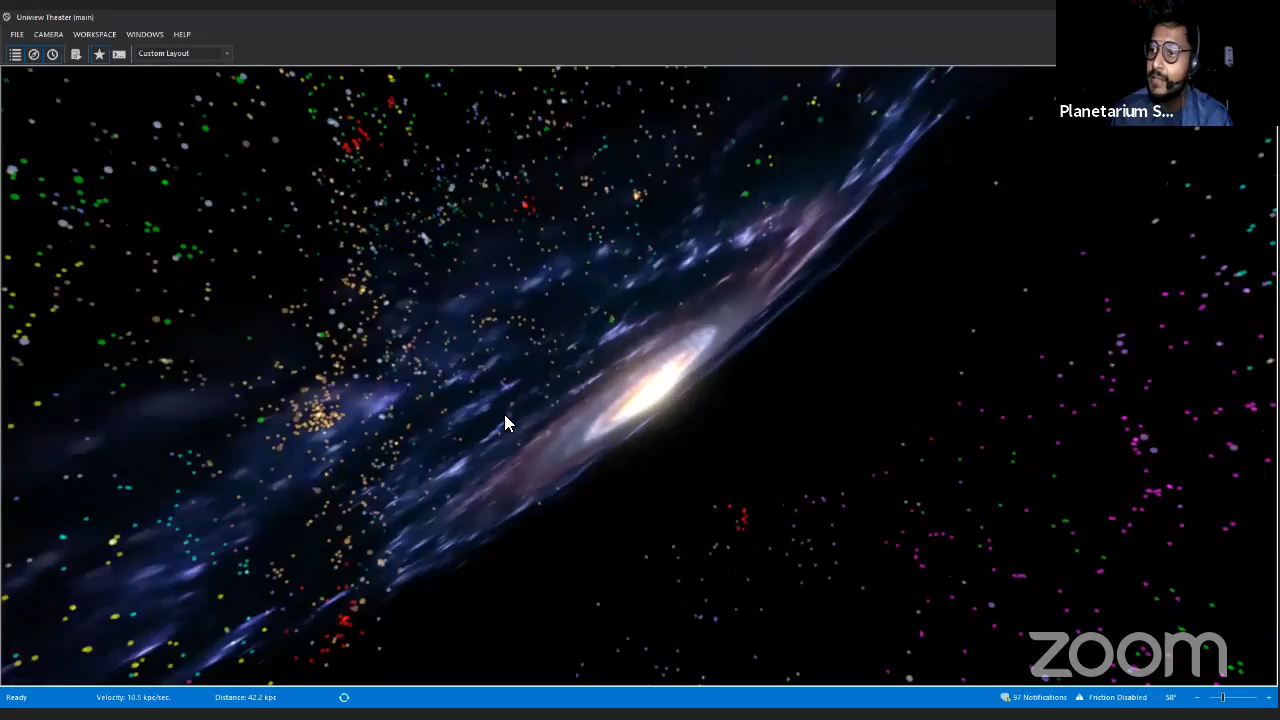 Uniview Theater (main)
FILE CAMERA WORKSPACE WINDOWS HELP
Custom Layout
Planetarium S...
zoom
Ready Velocity: 10.5 kpc/sec. Distance: 42.2 kpc 97 Notifications Friction Disabled 58° - +